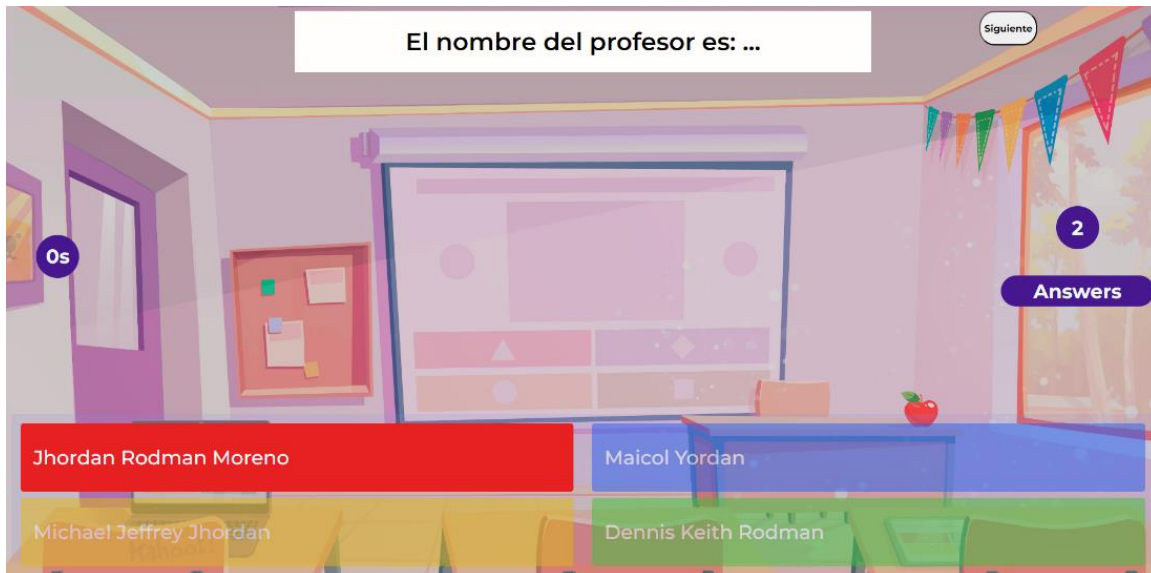 El nombre del profesor es: ...
Siguiente
0s
2
Answers
Jhordan Rodman Moreno
Maicol Yordan
Michael Jeffrey Jhordan
Dennis Keith Rodman
Kahoot!